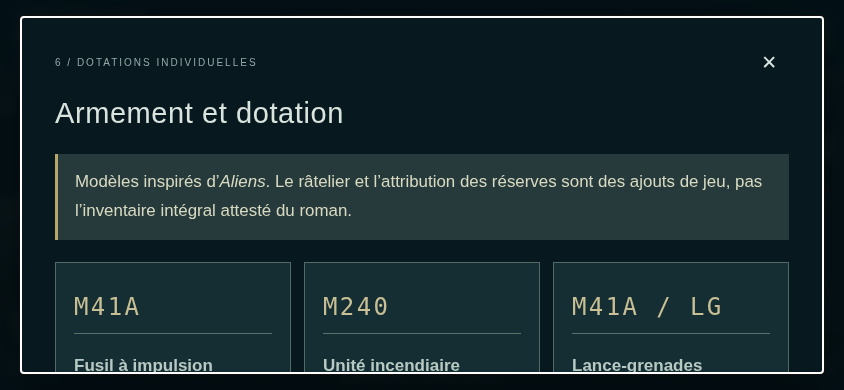 6 / DOTATIONS INDIVIDUELLES
✕
Armement et dotation
Modèles inspirés d’Aliens. Le râtelier et l’attribution des réserves sont des ajouts de jeu, pas
l’inventaire intégral attesté du roman.
M41A
M240
M41A / LG
Fusil à impulsion
Unité incendiaire
Lance-grenades